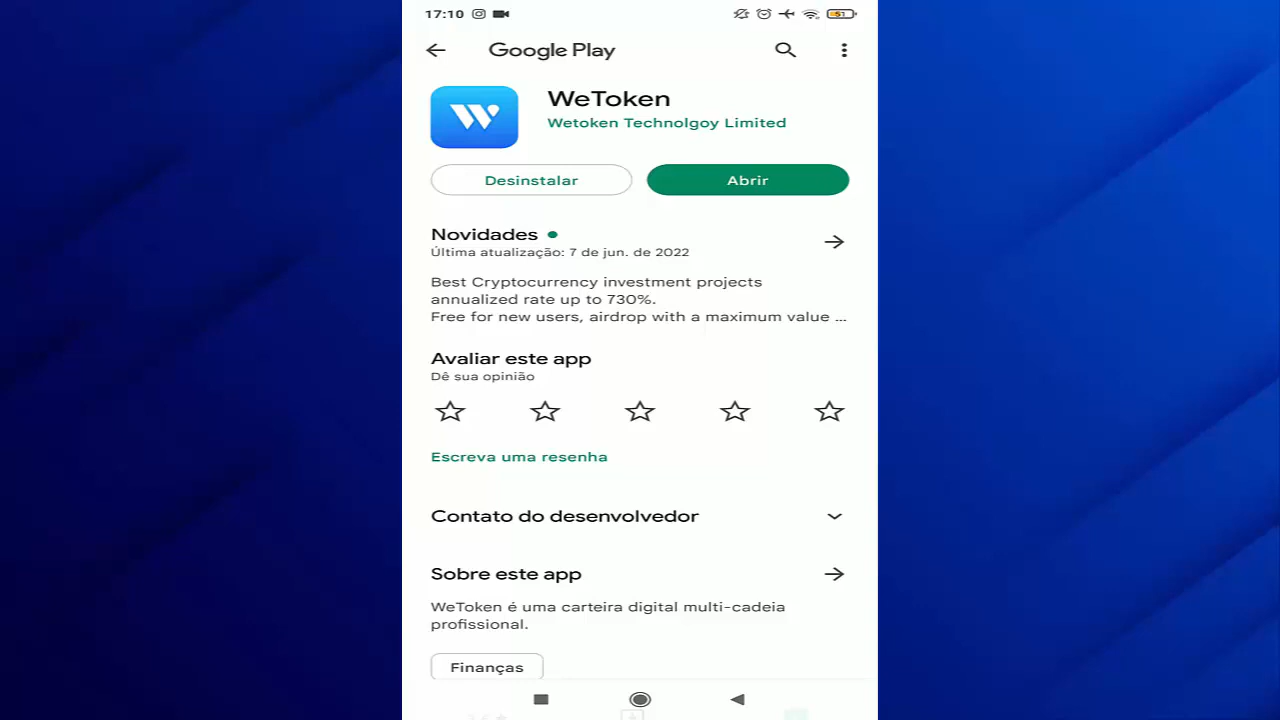 17:10
51
Google Play
WeToken
Wetoken Technolgoy Limited
Desinstalar
Abrir
Novidades
Última atualização: 7 de jun. de 2022
Best Cryptocurrency investment projects
annualized rate up to 730%.
Free for new users, airdrop with a maximum value ...
Avaliar este app
Dê sua opinião
Escreva uma resenha
Contato do desenvolvedor
Sobre este app
WeToken é uma carteira digital multi-cadeia
profissional.
Finanças